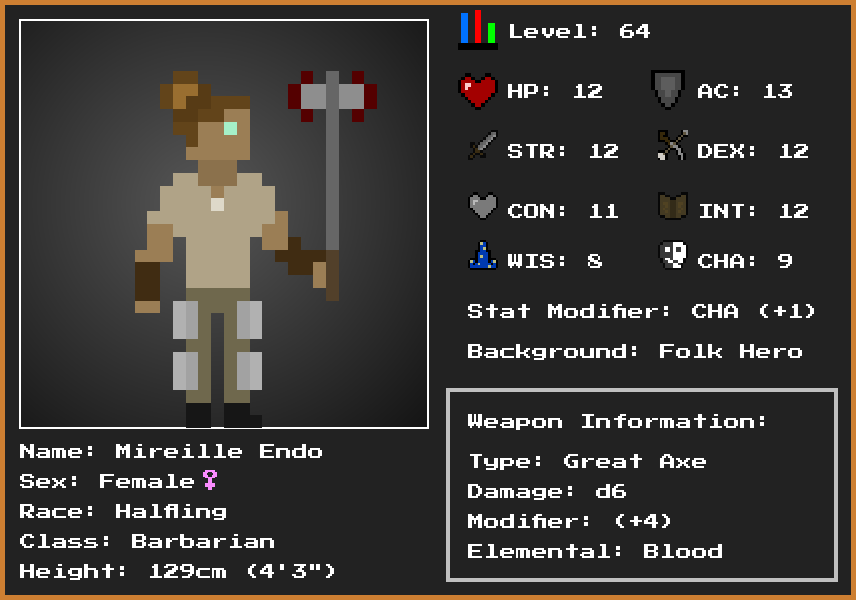 Level: 64
HP: 12
AC: 13
STR: 12
DEX: 12
CON: 11
INT: 12
WIS: 8
CHA: 9
Stat Modifier: CHA (+1)
Background: Folk Hero
Weapon Information:
Type: Great Axe
Damage: d6
Modifier: (+4)
Elemental: Blood
Name: Mireille Endo
Sex: Female♀
Race: Halfling
Class: Barbarian
Height: 129cm (4'3")